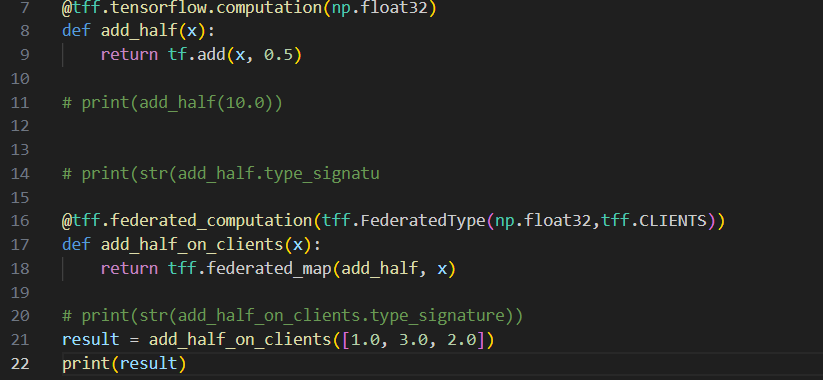 7 @tff.tensorflow.computation(np.float32)
8 def add_half(x):
9     return tf.add(x, 0.5)
10
11 # print(add_half(10.0))
12
13
14 # print(str(add_half.type_signatu
15
16 @tff.federated_computation(tff.FederatedType(np.float32,tff.CLIENTS))
17 def add_half_on_clients(x):
18     return tff.federated_map(add_half, x)
19
20 # print(str(add_half_on_clients.type_signature))
21 result = add_half_on_clients([1.0, 3.0, 2.0])
22 print(result)